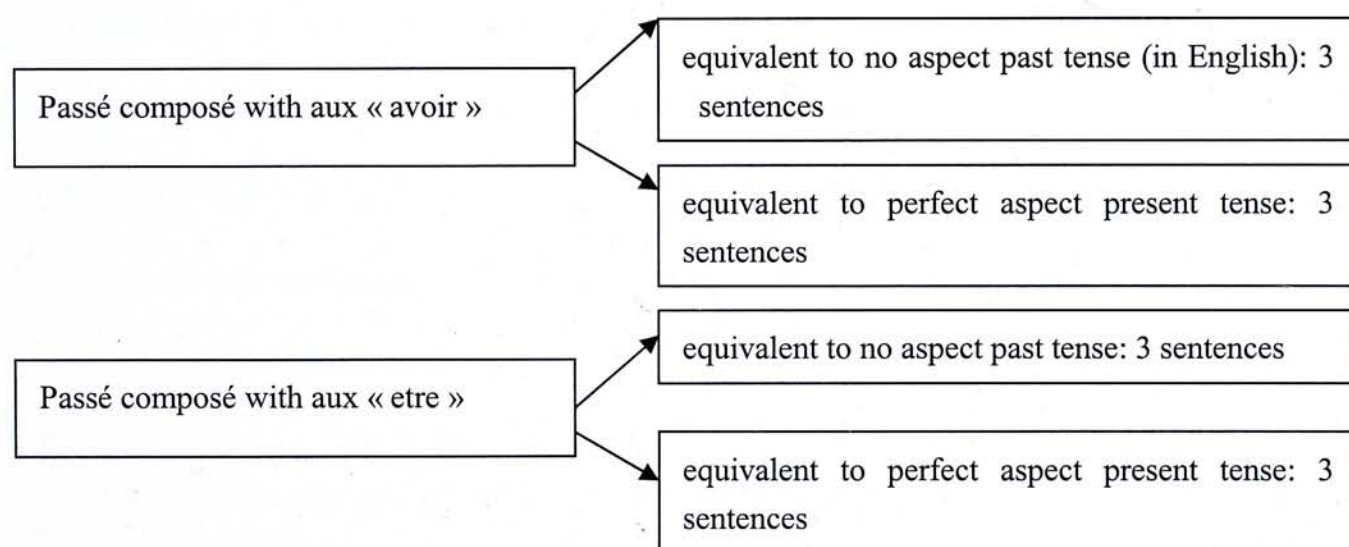 equivalent to no aspect past tense (in English): 3
sentences
Passé composé with aux « avoir »
equivalent to perfect aspect present tense: 3
sentences
equivalent to no aspect past tense: 3 sentences
Passé composé with aux « etre »
equivalent to perfect aspect present tense: 3
sentences